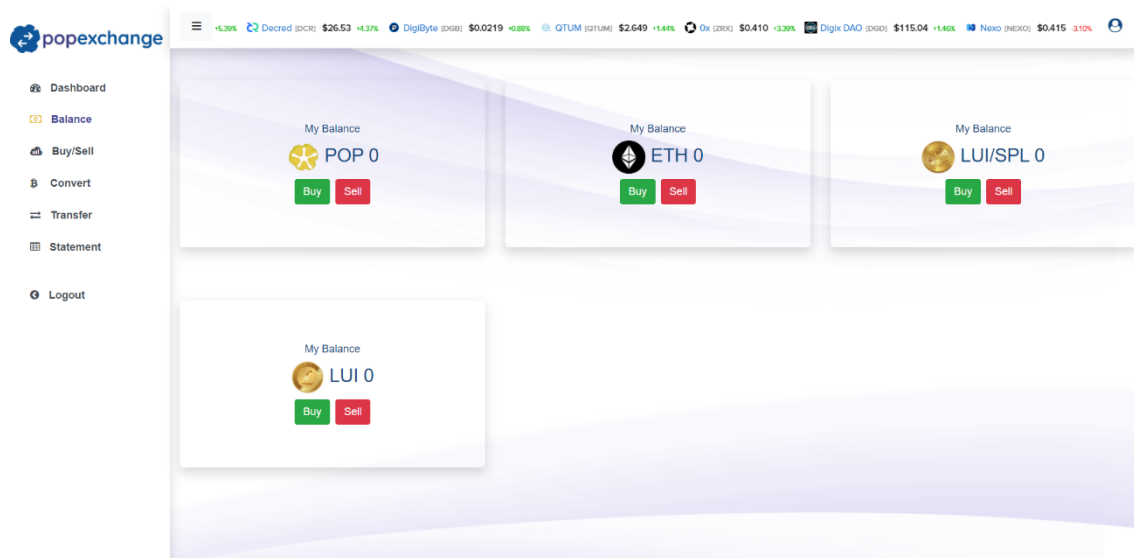 popexchange
+5.39% Decred [DCR] $26.53 +4.37% DigiByte [DGB] $0.0219 +0.88% QTUM [QTUM] $2.649 +1.44% 0x [ZRX] $0.410 +3.39% Digix DAO [DGD] $115.04 +1.46% Nexo [NEXO] $0.415 -3.10%
Dashboard
Balance
Buy/Sell
Convert
Transfer
Statement
Logout
My Balance
POP 0
Buy Sell
My Balance
ETH 0
Buy Sell
My Balance
LUI/SPL 0
Buy Sell
My Balance
LUI 0
Buy Sell